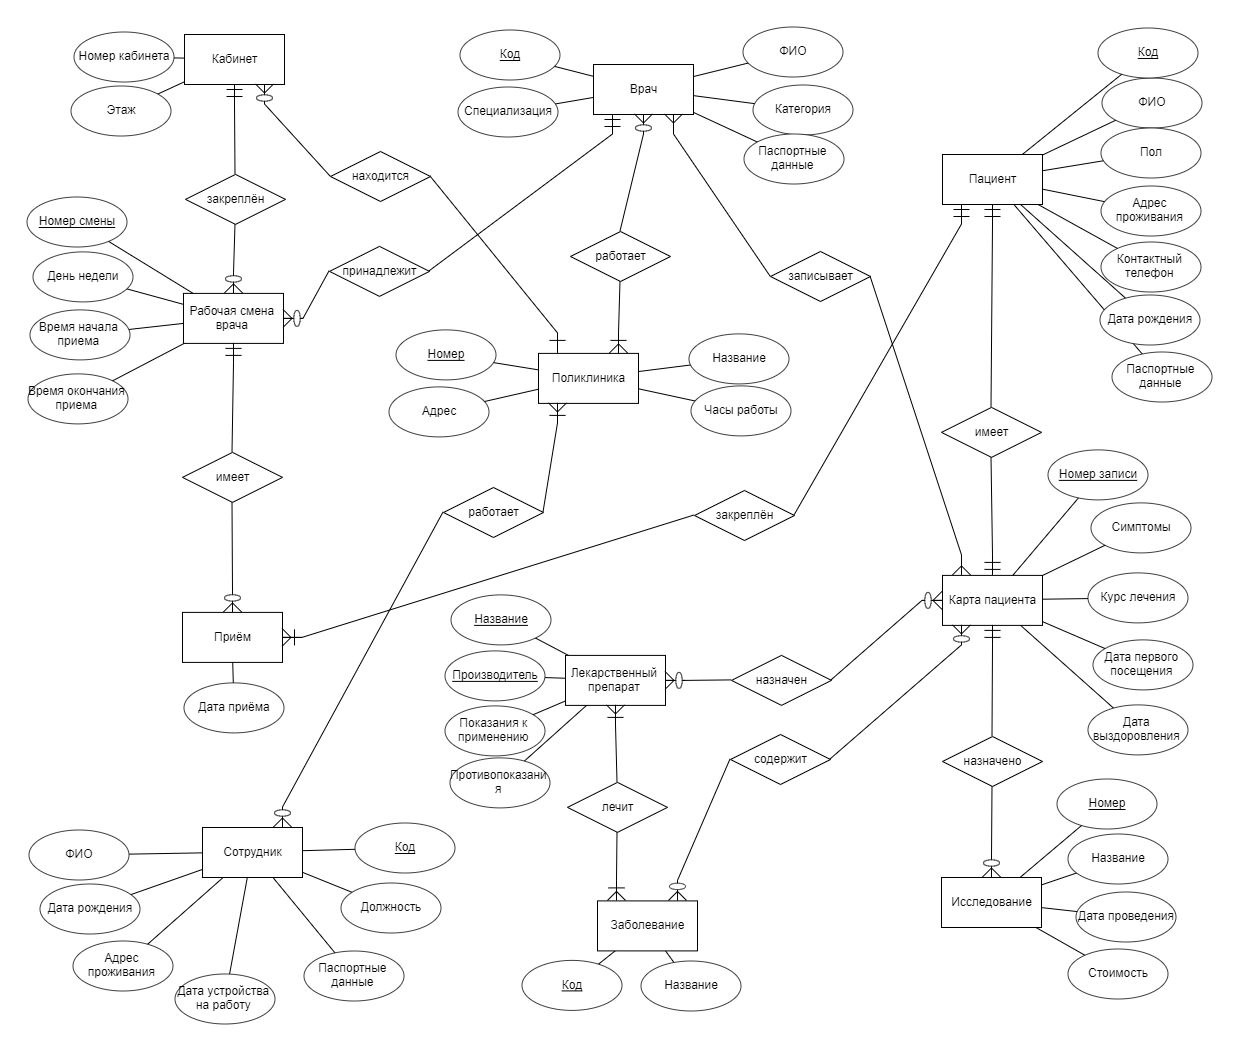 Номер кабинета
Кабинет
Этаж
Код
ФИО
Врач
Специализация
Категория
Паспортные
данные
Код
ФИО
Пол
Пациент
Адрес
проживания
Контактный
телефон
Дата рождения
Паспортные
данные
закреплён
находится
Номер смены
День недели
Рабочая смена
врача
Время начала
приема
Время окончания
приема
принадлежит
работает
записывает
Номер
Название
Поликлиника
Адрес
Часы работы
имеет
работает
закреплён
имеет
Номер записи
Симптомы
Карта пациента
Курс лечения
Дата первого
посещения
Дата
выздоровления
Приём
Дата приёма
Название
Производитель
Лекарственный
препарат
Показания к
применению
Противопоказани
я
назначен
содержит
назначено
лечит
Номер
Название
Исследование
Дата проведения
Стоимость
ФИО
Сотрудник
Код
Дата рождения
Должность
Адрес
проживания
Дата устройства
на работу
Паспортные
данные
Заболевание
Код
Название